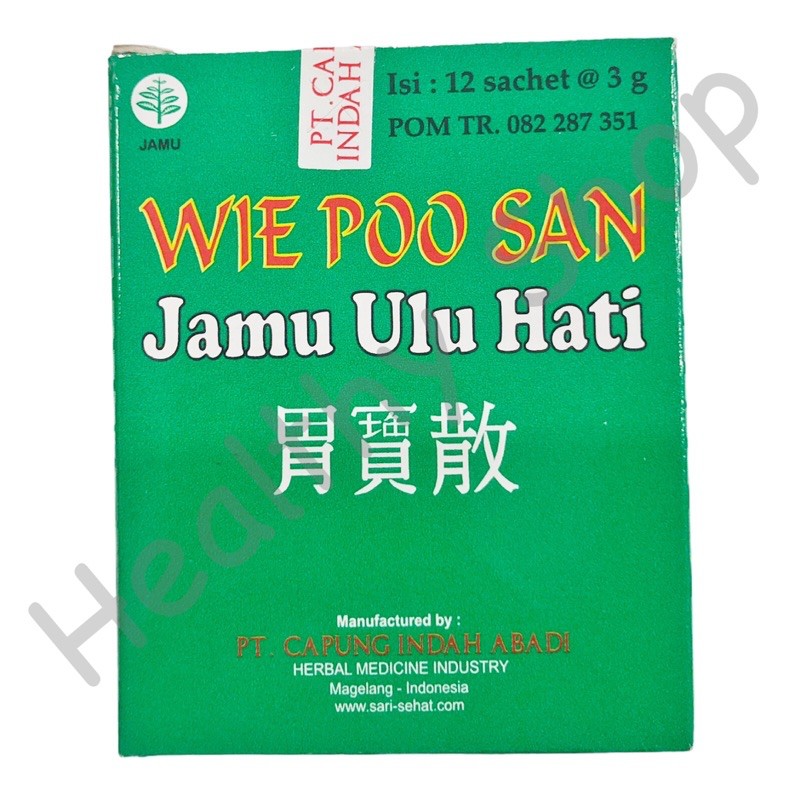 JAMU
PT. CAP
INDAH A
Isi : 12 sachet @ 3 g
POM TR. 082 287 351
WIE POO SAN
Jamu Ulu Hati
胃寶散
Manufactured by :
PT. CAPUNG INDAH ABADI
HERBAL MEDICINE INDUSTRY
Magelang - Indonesia
www.sari-sehat.com
Healthy Shop